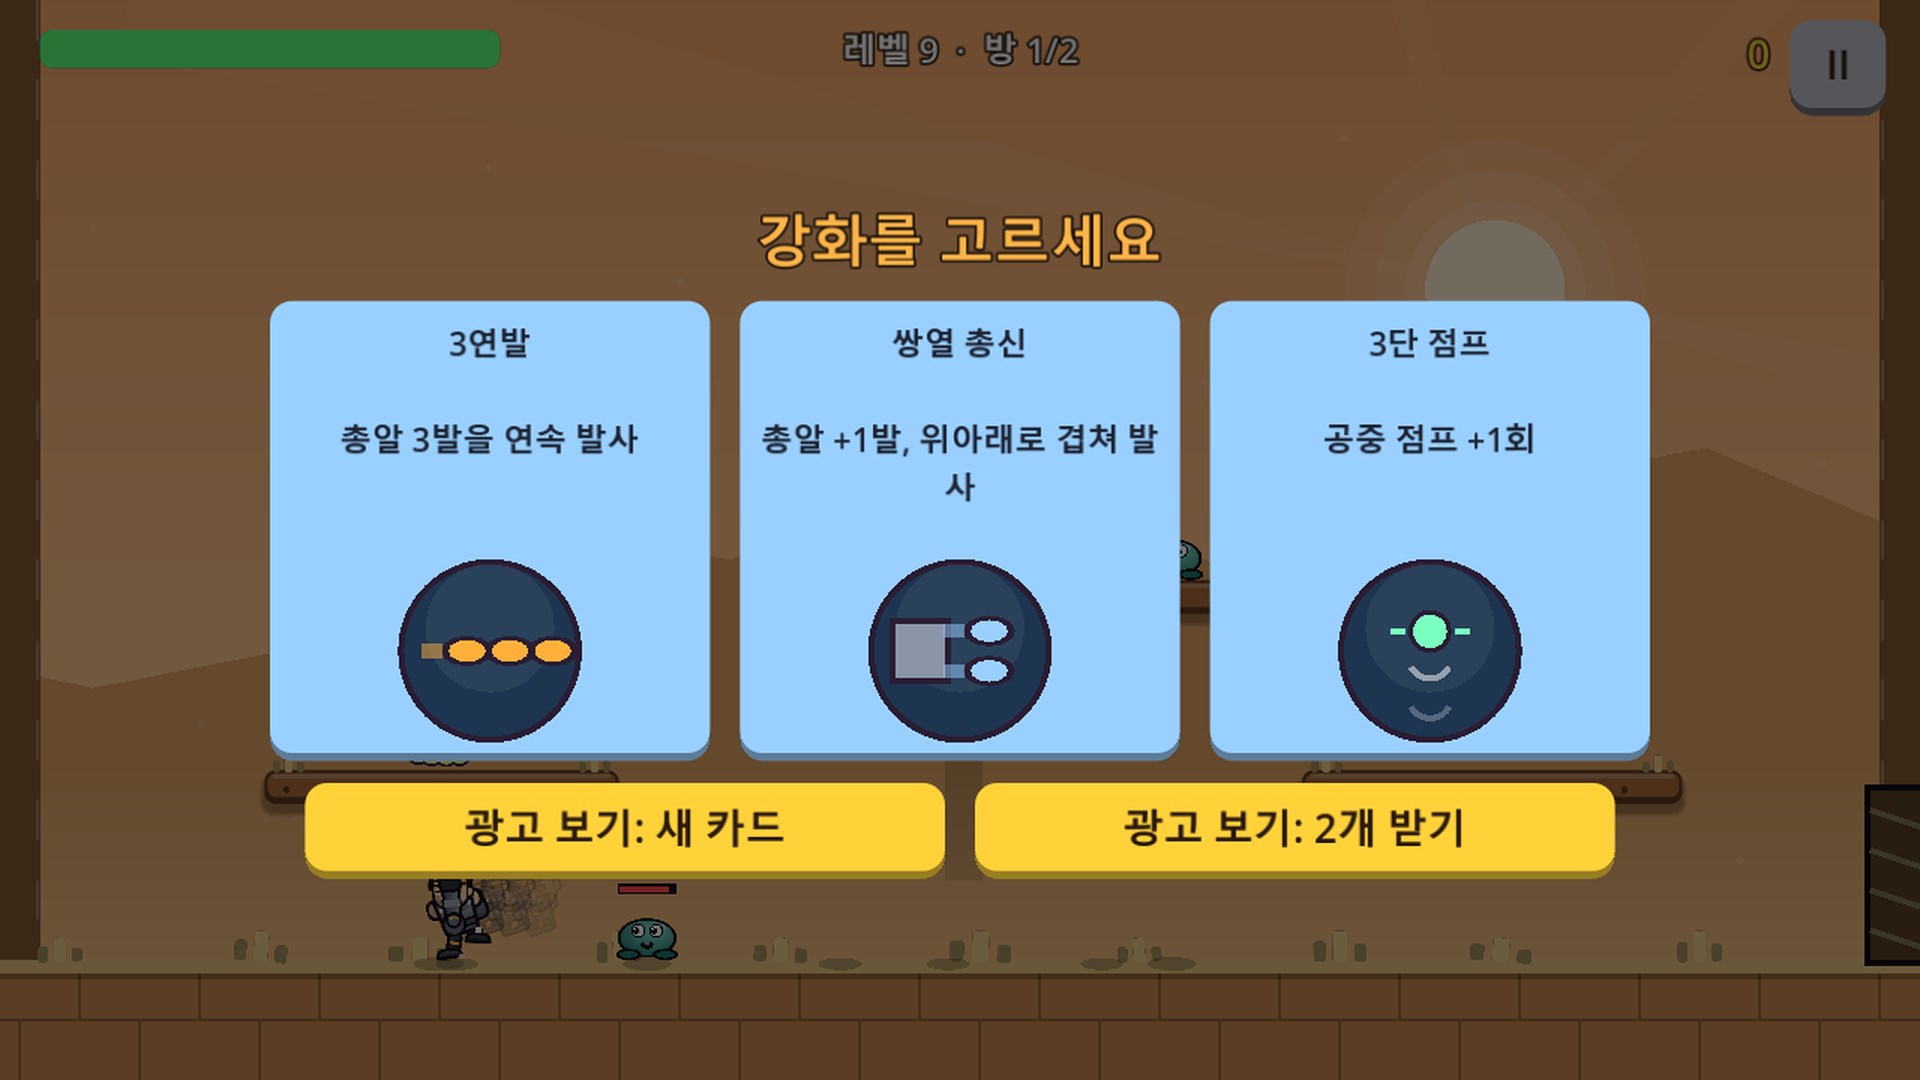 레벨 9 · 방 1/2
0
강화를 고르세요
3연발
총알 3발을 연속 발사
쌍열 총신
총알 +1발, 위아래로 겹쳐 발
사
3단 점프
공중 점프 +1회
광고 보기: 새 카드
광고 보기: 2개 받기